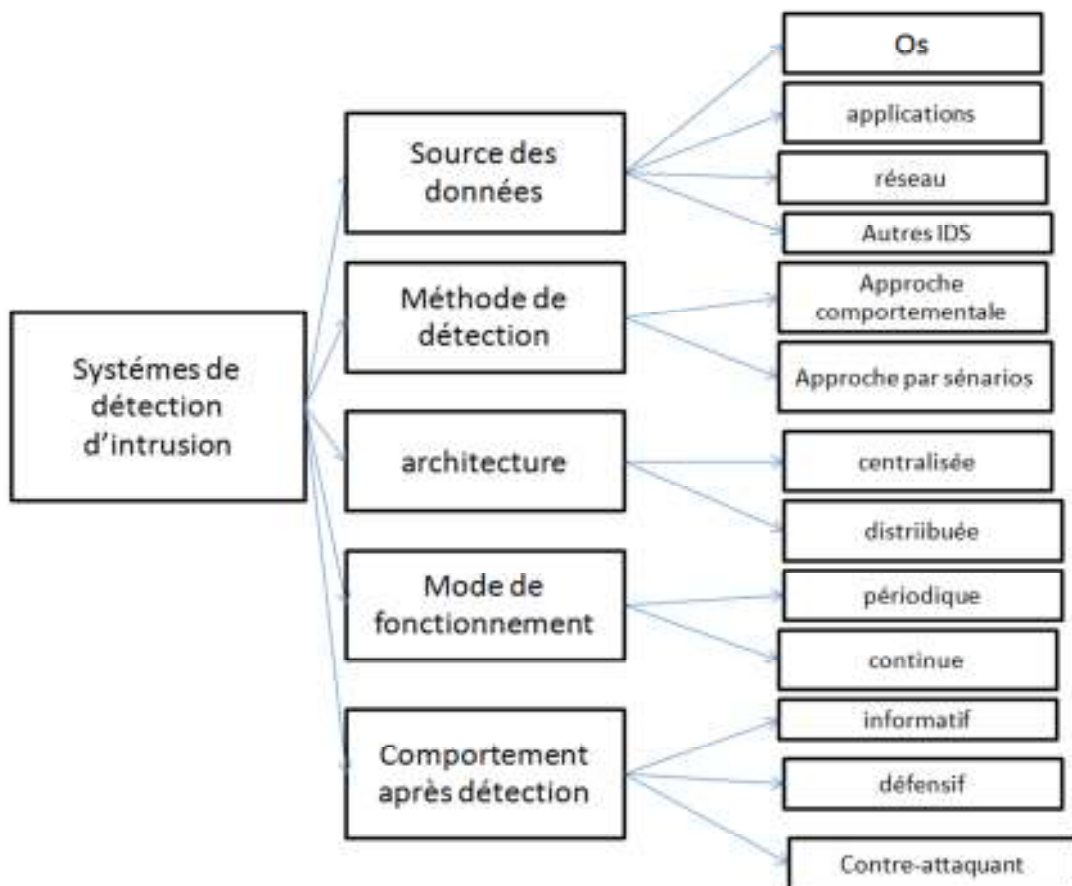 Systémes de
détection
d'intrusion
Source des
données
Méthode de
détection
architecture
Mode de
fonctionnement
Comportement
après détection
Os
applications
réseau
Autres IDS
Approche
comportementale
Approche par sénarios
centralisée
distriibuée
périodique
continue
informatif
défensif
Contre-attaquant